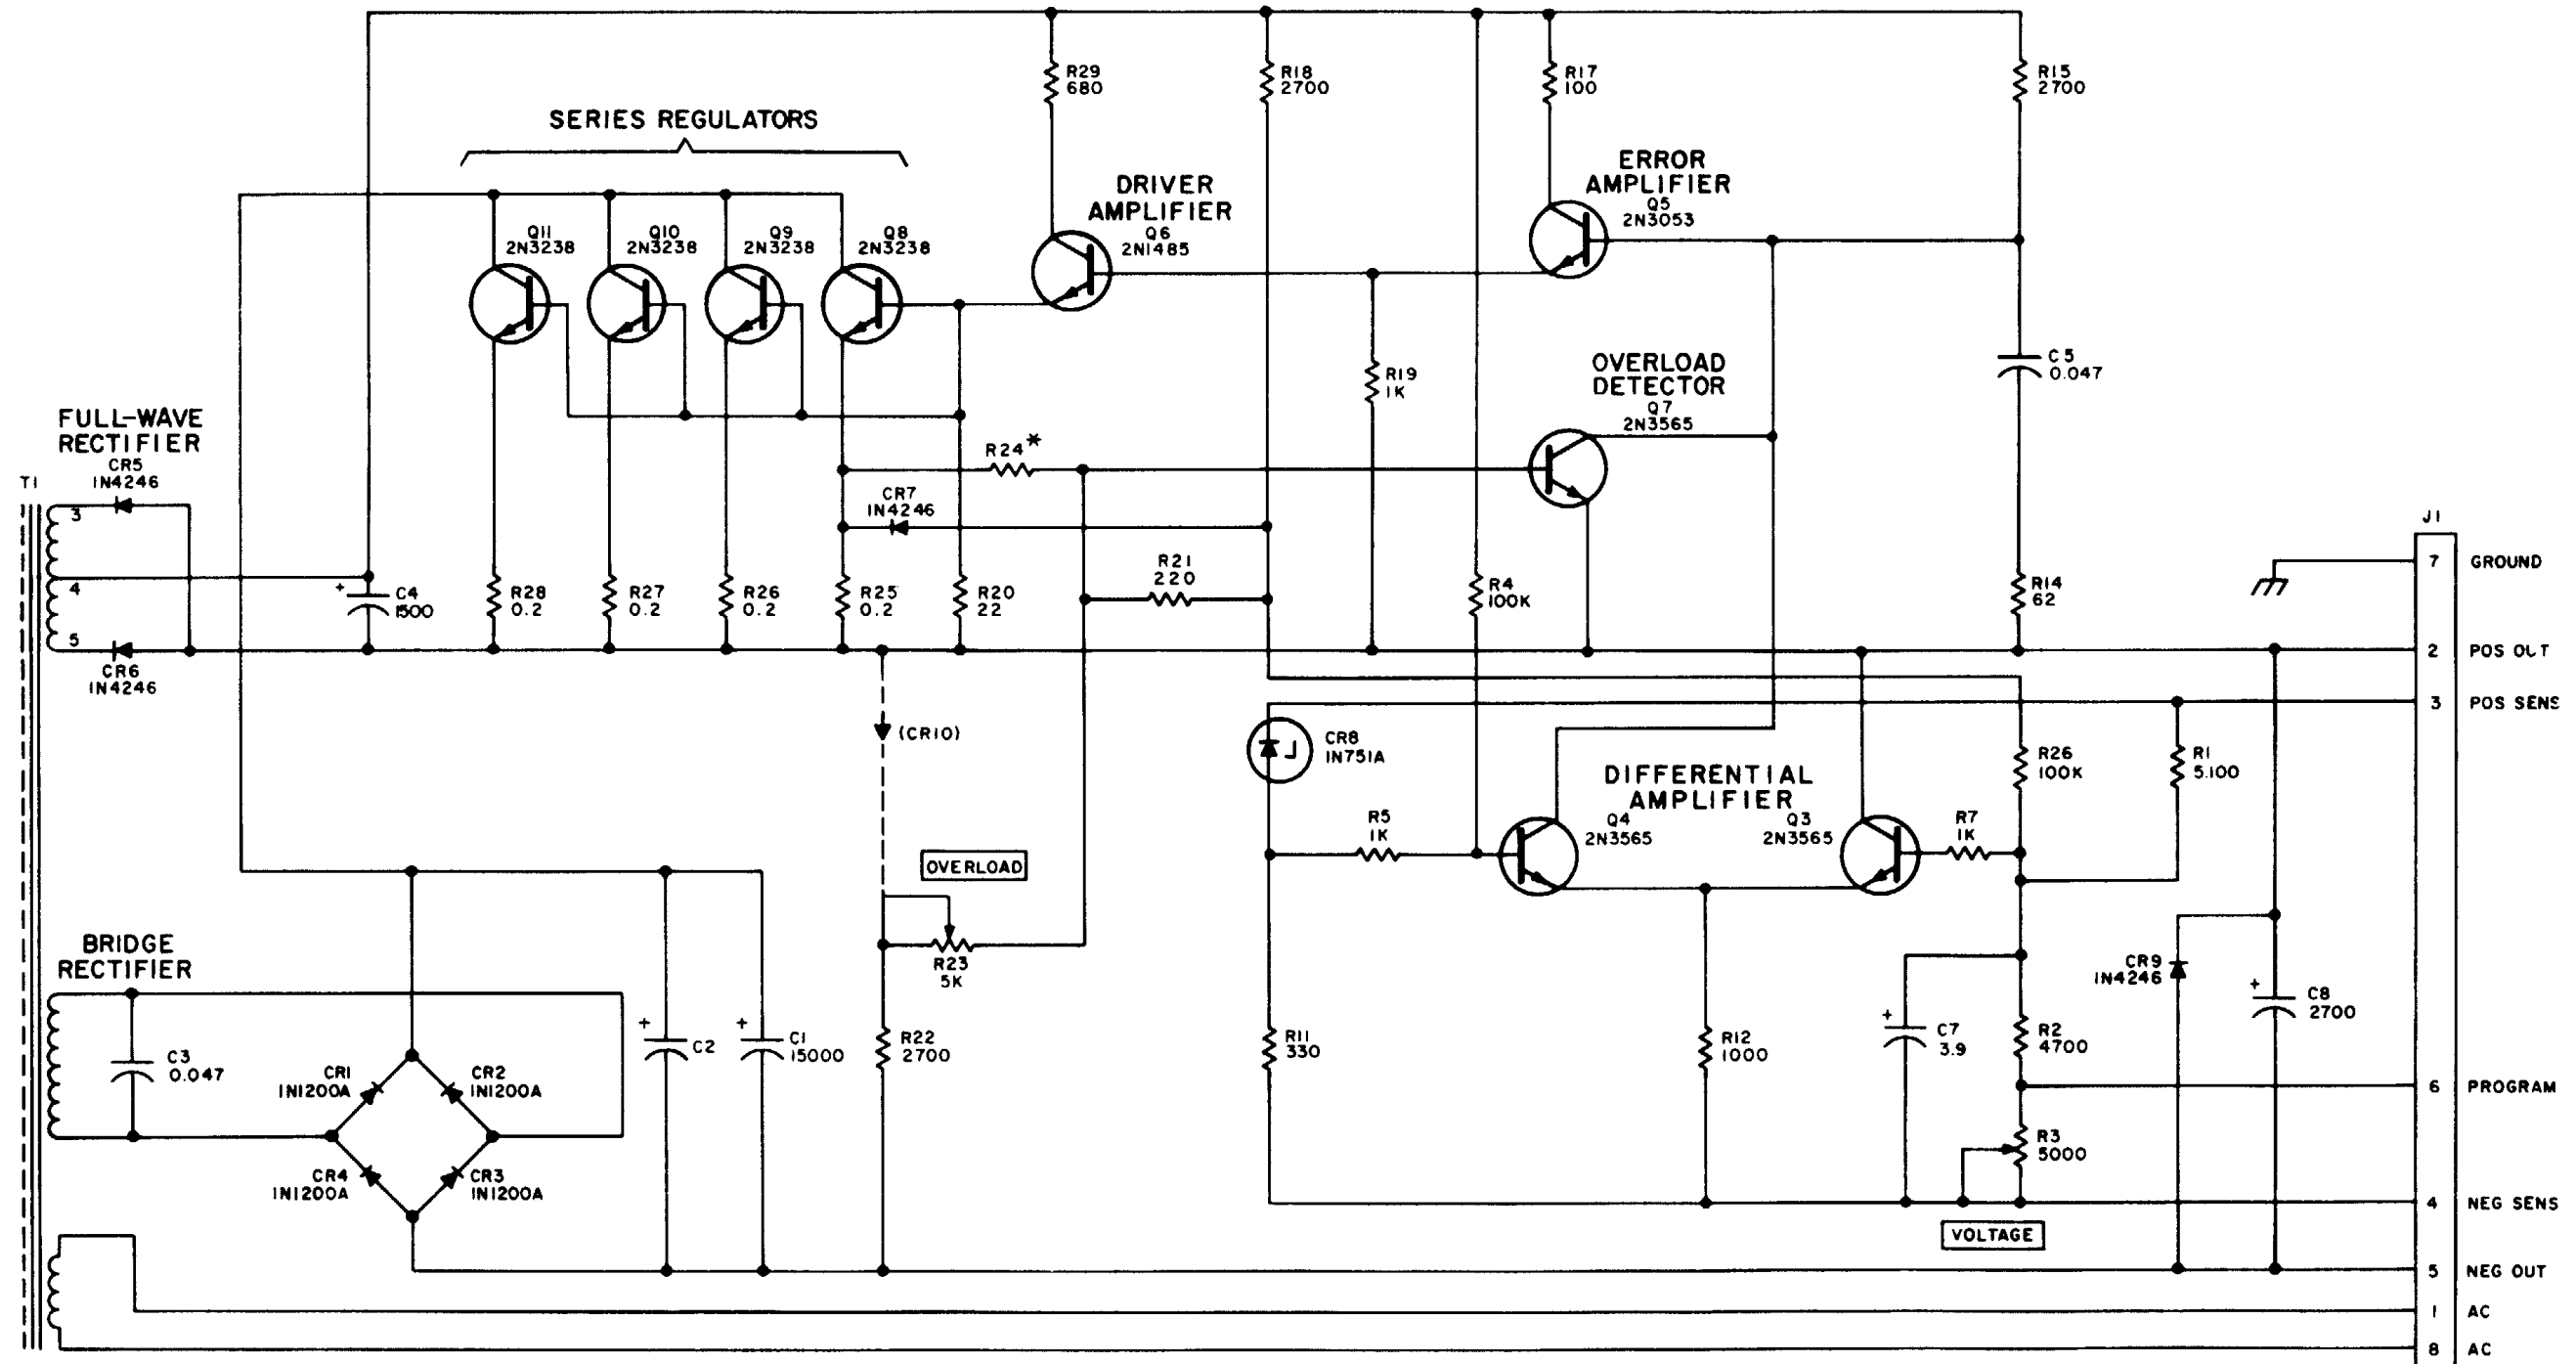 R29
680
R18
2700
R17
100
R15
2700
SERIES REGULATORS
DRIVER
AMPLIFIER
Q6
2N1485
ERROR
AMPLIFIER
Q5
2N3053
Q11
2N3238
Q10
2N3238
Q9
2N3238
Q8
2N3238
R19
1K
OVERLOAD
DETECTOR
Q7
2N3565
C5
0.047
FULL-WAVE
RECTIFIER
CR5
1N4246
T1
3
4
5
CR6
1N4246
+
C4
1500
R24*
CR7
1N4246
R28
0.2
R27
0.2
R26
0.2
R25
0.2
R20
22
R21
220
R4
100K
R14
62
J1
7 GROUND
2 POS OUT
3 POS SENS
(CR10)
CR8
1N751A
R26
100K
R1
5,100
DIFFERENTIAL
AMPLIFIER
Q4
2N3565
Q3
2N3565
R5
1K
R7
1K
OVERLOAD
R23
5K
BRIDGE
RECTIFIER
C3
0.047
CR1
1N1200A
CR2
1N1200A
CR4
1N1200A
CR3
1N1200A
+
C2
+
C1
15000
R22
2700
R11
330
R12
1000
+
C7
3.9
R2
4700
CR9
1N4246
+
C8
2700
R3
5000
6 PROGRAM
4 NEG SENS
VOLTAGE
5 NEG OUT
1 AC
8 AC